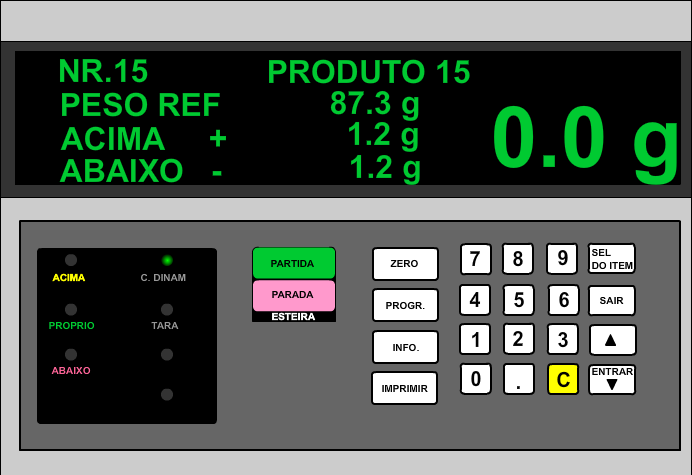 NR.15 PRODUTO 15
PESO REF 87.3 g
ACIMA + 1.2 g
ABAIXO - 1.2 g
0.0 g
ACIMA C. DINAM
PROPRIO TARA
ABAIXO
PARTIDA
PARADA
ESTEIRA
ZERO
PROGR.
INFO.
IMPRIMIR
7 8 9 SEL DO ITEM
4 5 6 SAIR
1 2 3 ▲
0 . C ENTRAR ▼